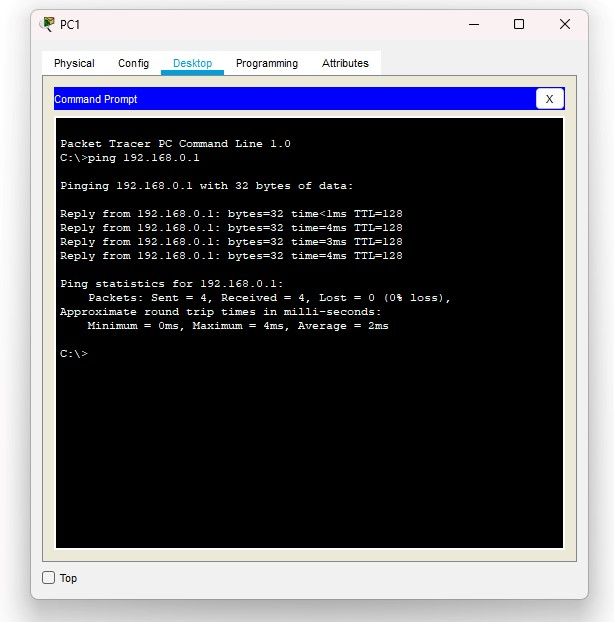 PC1
Physical Config Desktop Programming Attributes
Command Prompt X
Packet Tracer PC Command Line 1.0
C:\>ping 192.168.0.1
Pinging 192.168.0.1 with 32 bytes of data:
Reply from 192.168.0.1: bytes=32 time<1ms TTL=128
Reply from 192.168.0.1: bytes=32 time=4ms TTL=128
Reply from 192.168.0.1: bytes=32 time=3ms TTL=128
Reply from 192.168.0.1: bytes=32 time=4ms TTL=128
Ping statistics for 192.168.0.1:
    Packets: Sent = 4, Received = 4, Lost = 0 (0% loss),
Approximate round trip times in milli-seconds:
    Minimum = 0ms, Maximum = 4ms, Average = 2ms
C:\>
Top